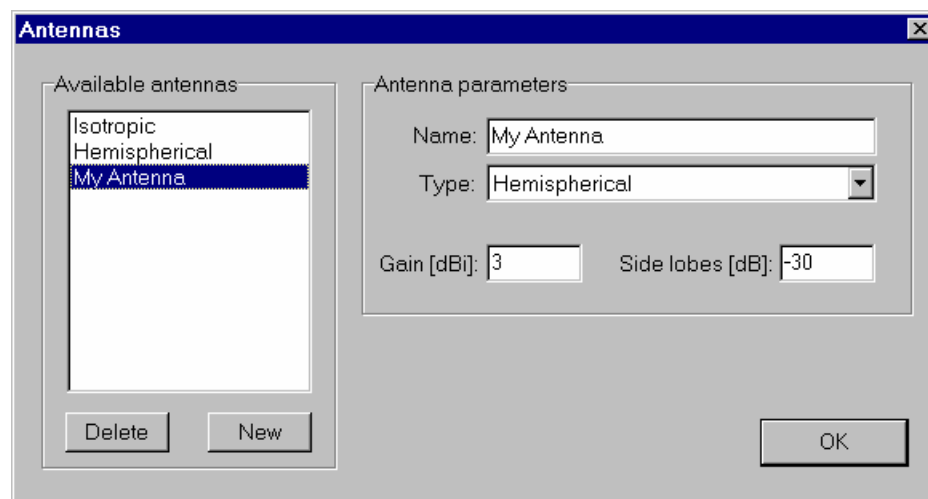 Antennas
Available antennas
Isotropic
Hemispherical
My Antenna
Delete
New
Antenna parameters
Name: My Antenna
Type: Hemispherical
Gain [dBi]: 3 Side lobes [dB]: -30
OK